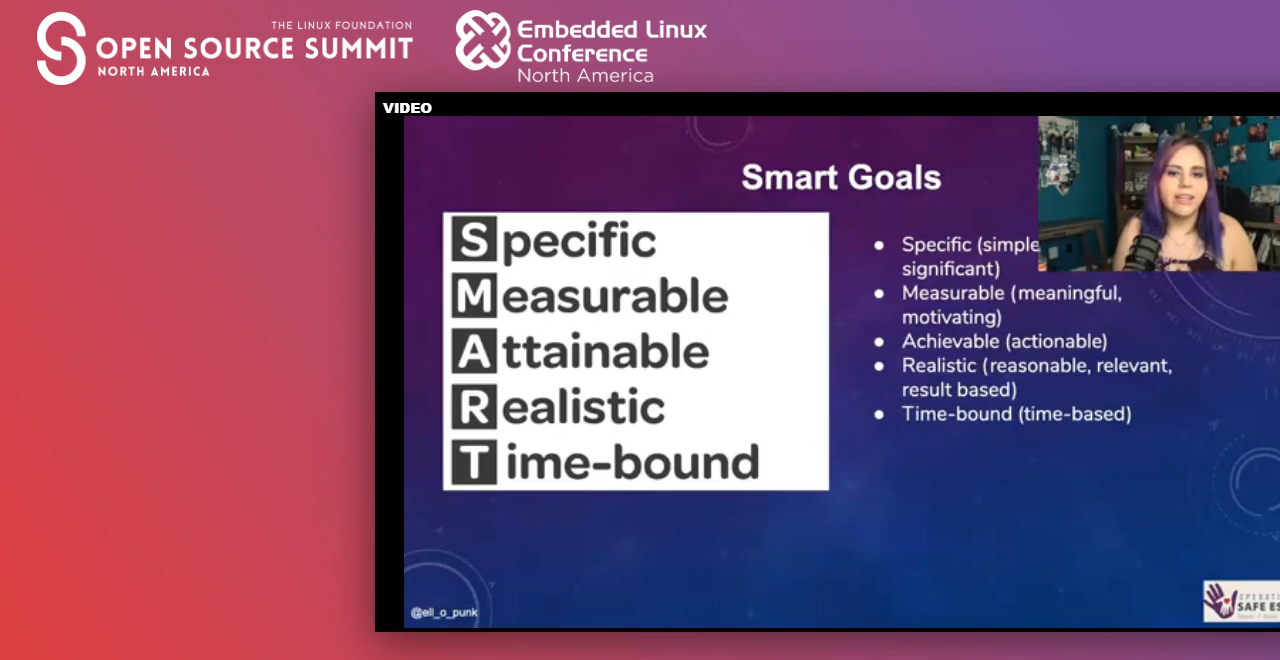 THE LINUX FOUNDATION
OPEN SOURCE SUMMIT
NORTH AMERICA
Embedded Linux
Conference
North America
VIDEO
Smart Goals
Specific
Measurable
Attainable
Realistic
Time-bound
● Specific (simple
significant)
● Measurable (meaningful,
motivating)
● Achievable (actionable)
● Realistic (reasonable, relevant,
result based)
● Time-bound (time-based)
@eli_o_punk
SAFE